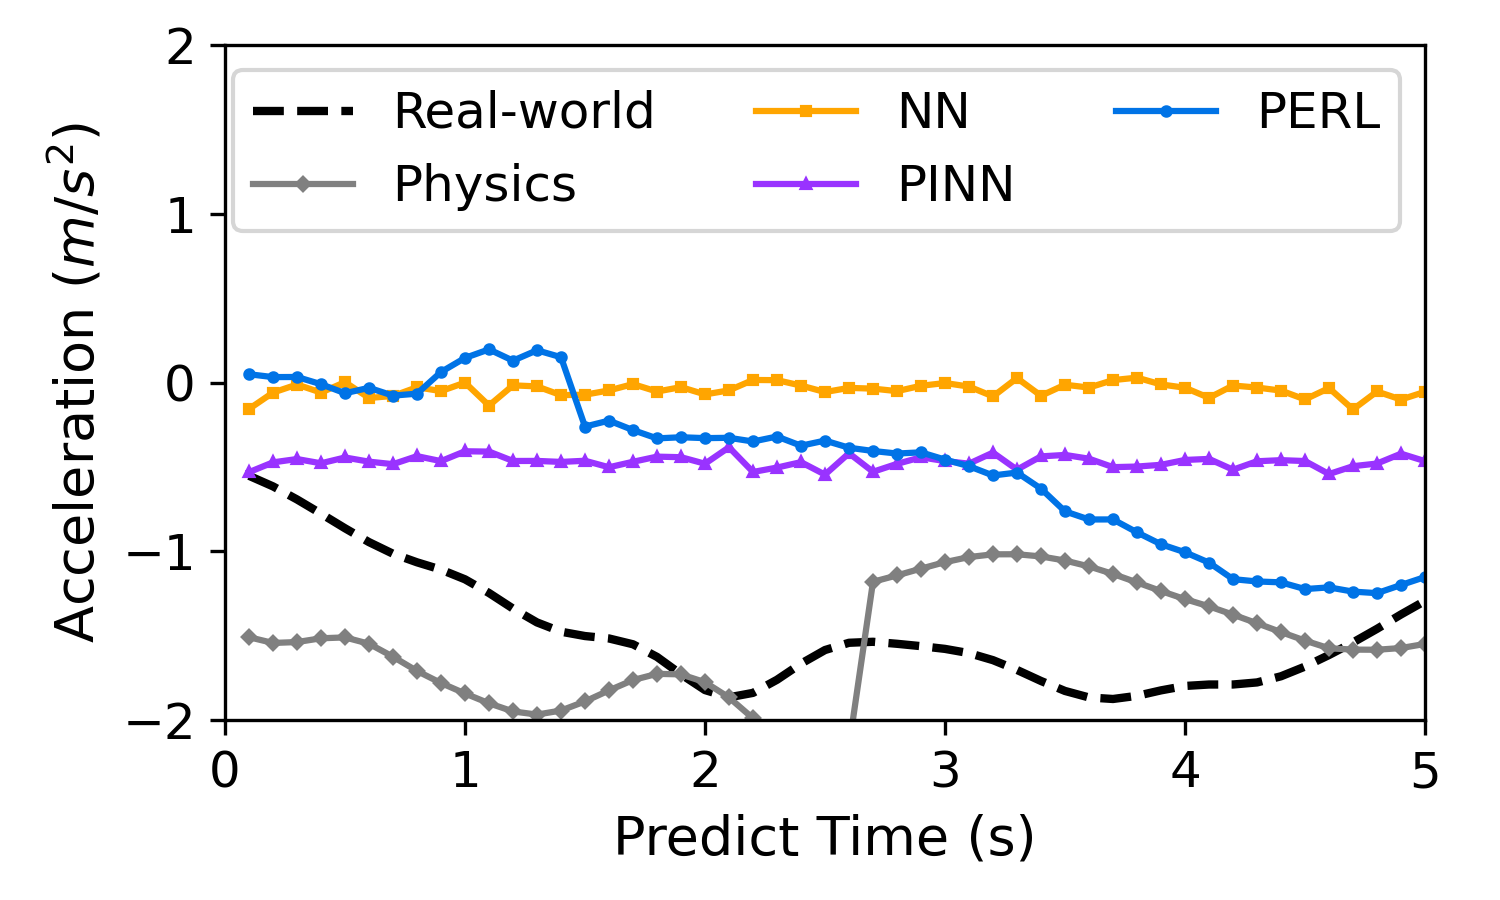 Acceleration (m/s²)
2
1
0
−1
−2
Real-world
Physics
NN
PINN
PERL
0 1 2 3 4 5
Predict Time (s)